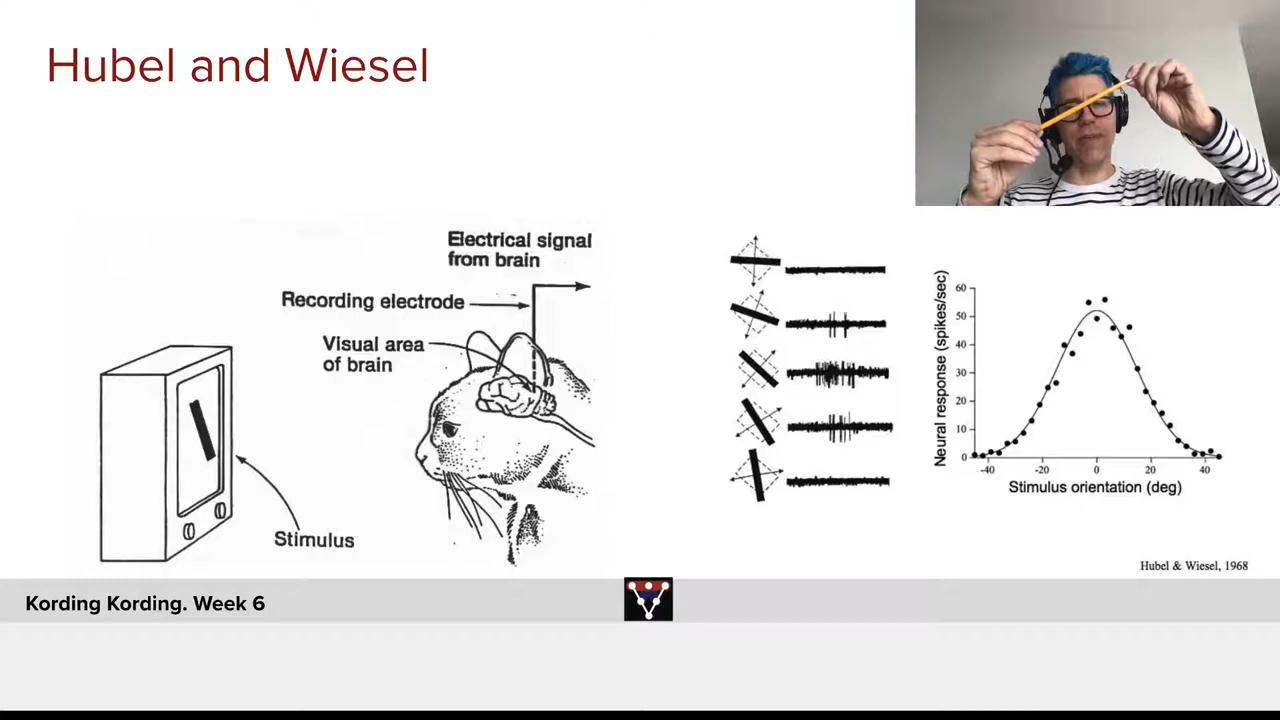 Hubel and Wiesel
Electrical signal
from brain
Recording electrode
Visual area
of brain
Stimulus
Neural response (spikes/sec)
60
50
40
30
20
10
0
-40 -20 0 20 40
Stimulus orientation (deg)
Hubel & Wiesel, 1968
Kording Kording. Week 6